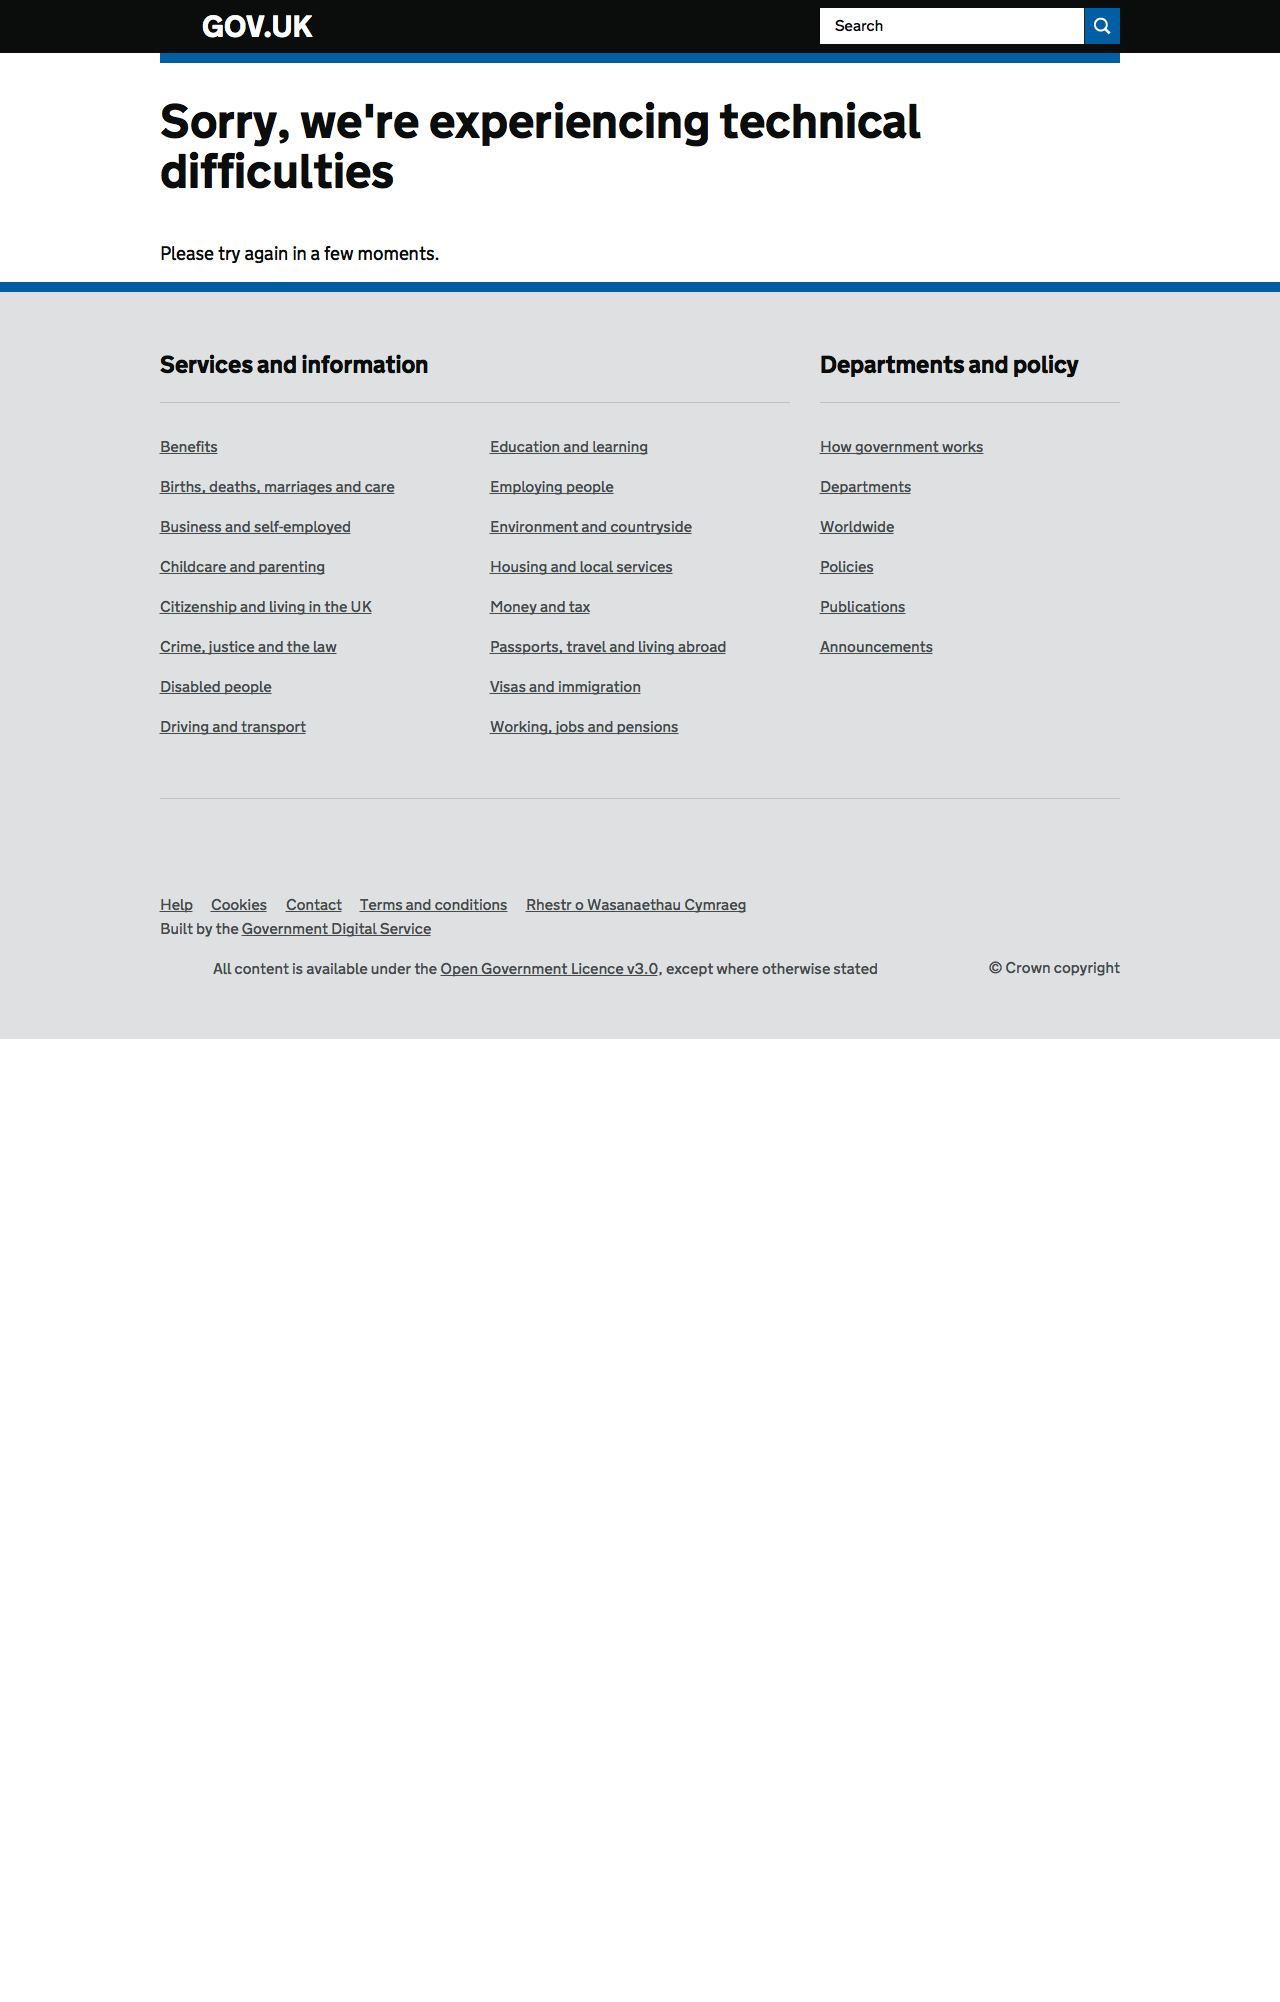 GOV.UK
Search
Sorry, we're experiencing technical
difficulties
Please try again in a few moments.
Services and information
Benefits
Births, deaths, marriages and care
Business and self-employed
Childcare and parenting
Citizenship and living in the UK
Crime, justice and the law
Disabled people
Driving and transport
Education and learning
Employing people
Environment and countryside
Housing and local services
Money and tax
Passports, travel and living abroad
Visas and immigration
Working, jobs and pensions
Departments and policy
How government works
Departments
Worldwide
Policies
Publications
Announcements
Help Cookies Contact Terms and conditions Rhestr o Wasanaethau Cymraeg
Built by the Government Digital Service
All content is available under the Open Government Licence v3.0, except where otherwise stated
© Crown copyright